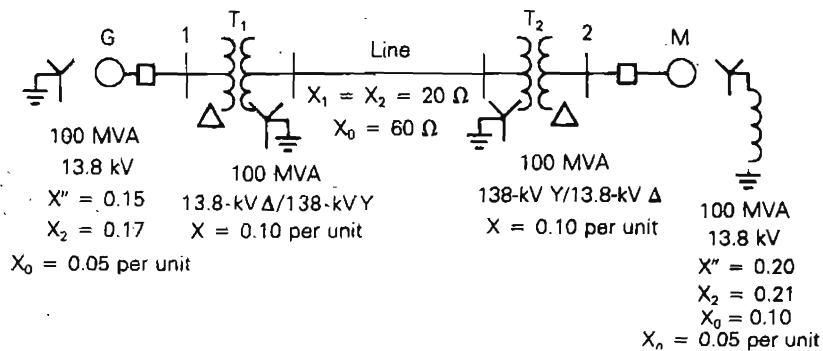 G
1
T₁
Line
T₂
2
M
X₁ = X₂ = 20 Ω
X₀ = 60 Ω
Δ
Δ
100 MVA
13.8 kV
X″ = 0.15
X₂ = 0.17
X₀ = 0.05 per unit
100 MVA
13.8-kV Δ/138-kV Y
X = 0.10 per unit
100 MVA
138-kV Y/13.8-kV Δ
X = 0.10 per unit
100 MVA
13.8 kV
X″ = 0.20
X₂ = 0.21
X₀ = 0.10
Xₙ = 0.05 per unit